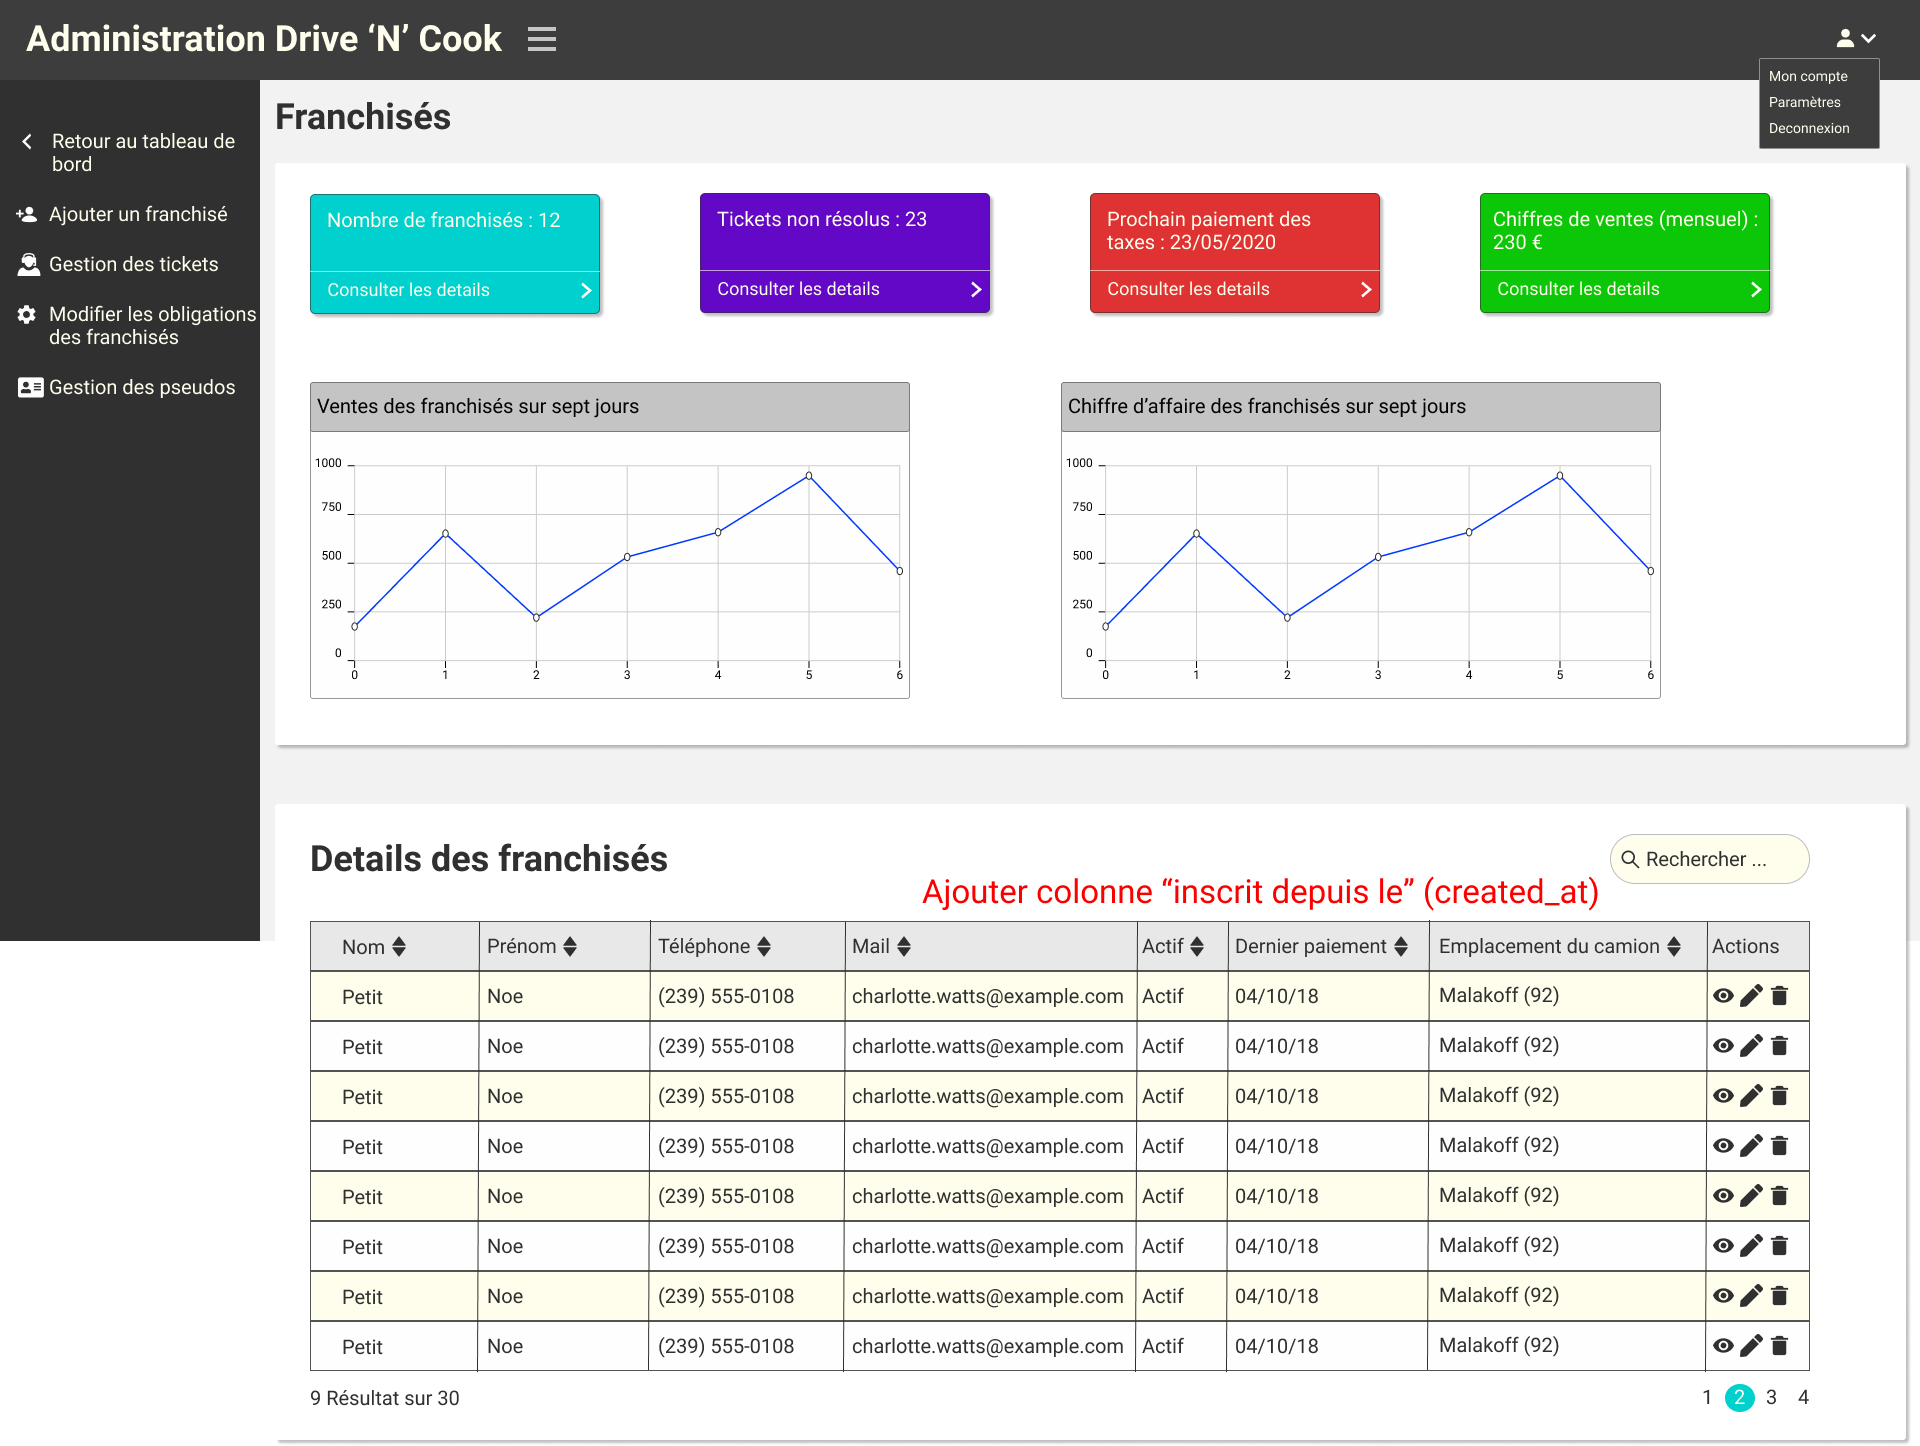 Administration Drive ‘N’ Cook
Mon compte
Paramètres
Deconnexion
Retour au tableau de
bord
Ajouter un franchisé
Gestion des tickets
Modifier les obligations
des franchisés
Gestion des pseudos
Franchisés
Nombre de franchisés : 12
Consulter les details
Tickets non résolus : 23
Consulter les details
Prochain paiement des
taxes : 23/05/2020
Consulter les details
Chiffres de ventes (mensuel) :
230 €
Consulter les details
Ventes des franchisés sur sept jours
1000
750
500
250
0
0 1 2 3 4 5 6
Chiffre d’affaire des franchisés sur sept jours
1000
750
500
250
0
0 1 2 3 4 5 6
Details des franchisés
Rechercher ...
Ajouter colonne “inscrit depuis le” (created_at)
Nom Prénom Téléphone Mail Actif Dernier paiement Emplacement du camion Actions
Petit Noe (239) 555-0108 charlotte.watts@example.com Actif 04/10/18 Malakoff (92)
Petit Noe (239) 555-0108 charlotte.watts@example.com Actif 04/10/18 Malakoff (92)
Petit Noe (239) 555-0108 charlotte.watts@example.com Actif 04/10/18 Malakoff (92)
Petit Noe (239) 555-0108 charlotte.watts@example.com Actif 04/10/18 Malakoff (92)
Petit Noe (239) 555-0108 charlotte.watts@example.com Actif 04/10/18 Malakoff (92)
Petit Noe (239) 555-0108 charlotte.watts@example.com Actif 04/10/18 Malakoff (92)
Petit Noe (239) 555-0108 charlotte.watts@example.com Actif 04/10/18 Malakoff (92)
Petit Noe (239) 555-0108 charlotte.watts@example.com Actif 04/10/18 Malakoff (92)
9 Résultat sur 30
1 2 3 4